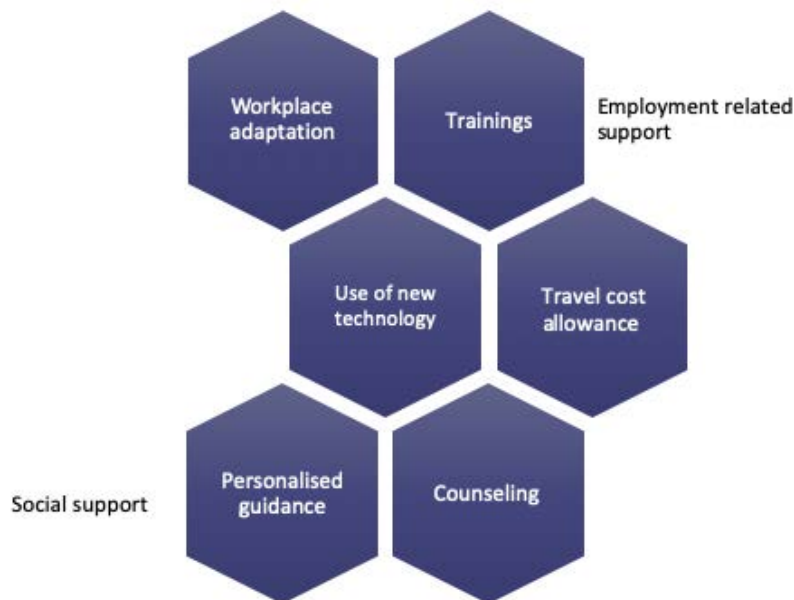 Workplace
adaptation
Trainings
Employment related
support
Use of new
technology
Travel cost
allowance
Social support
Personalised
guidance
Counseling